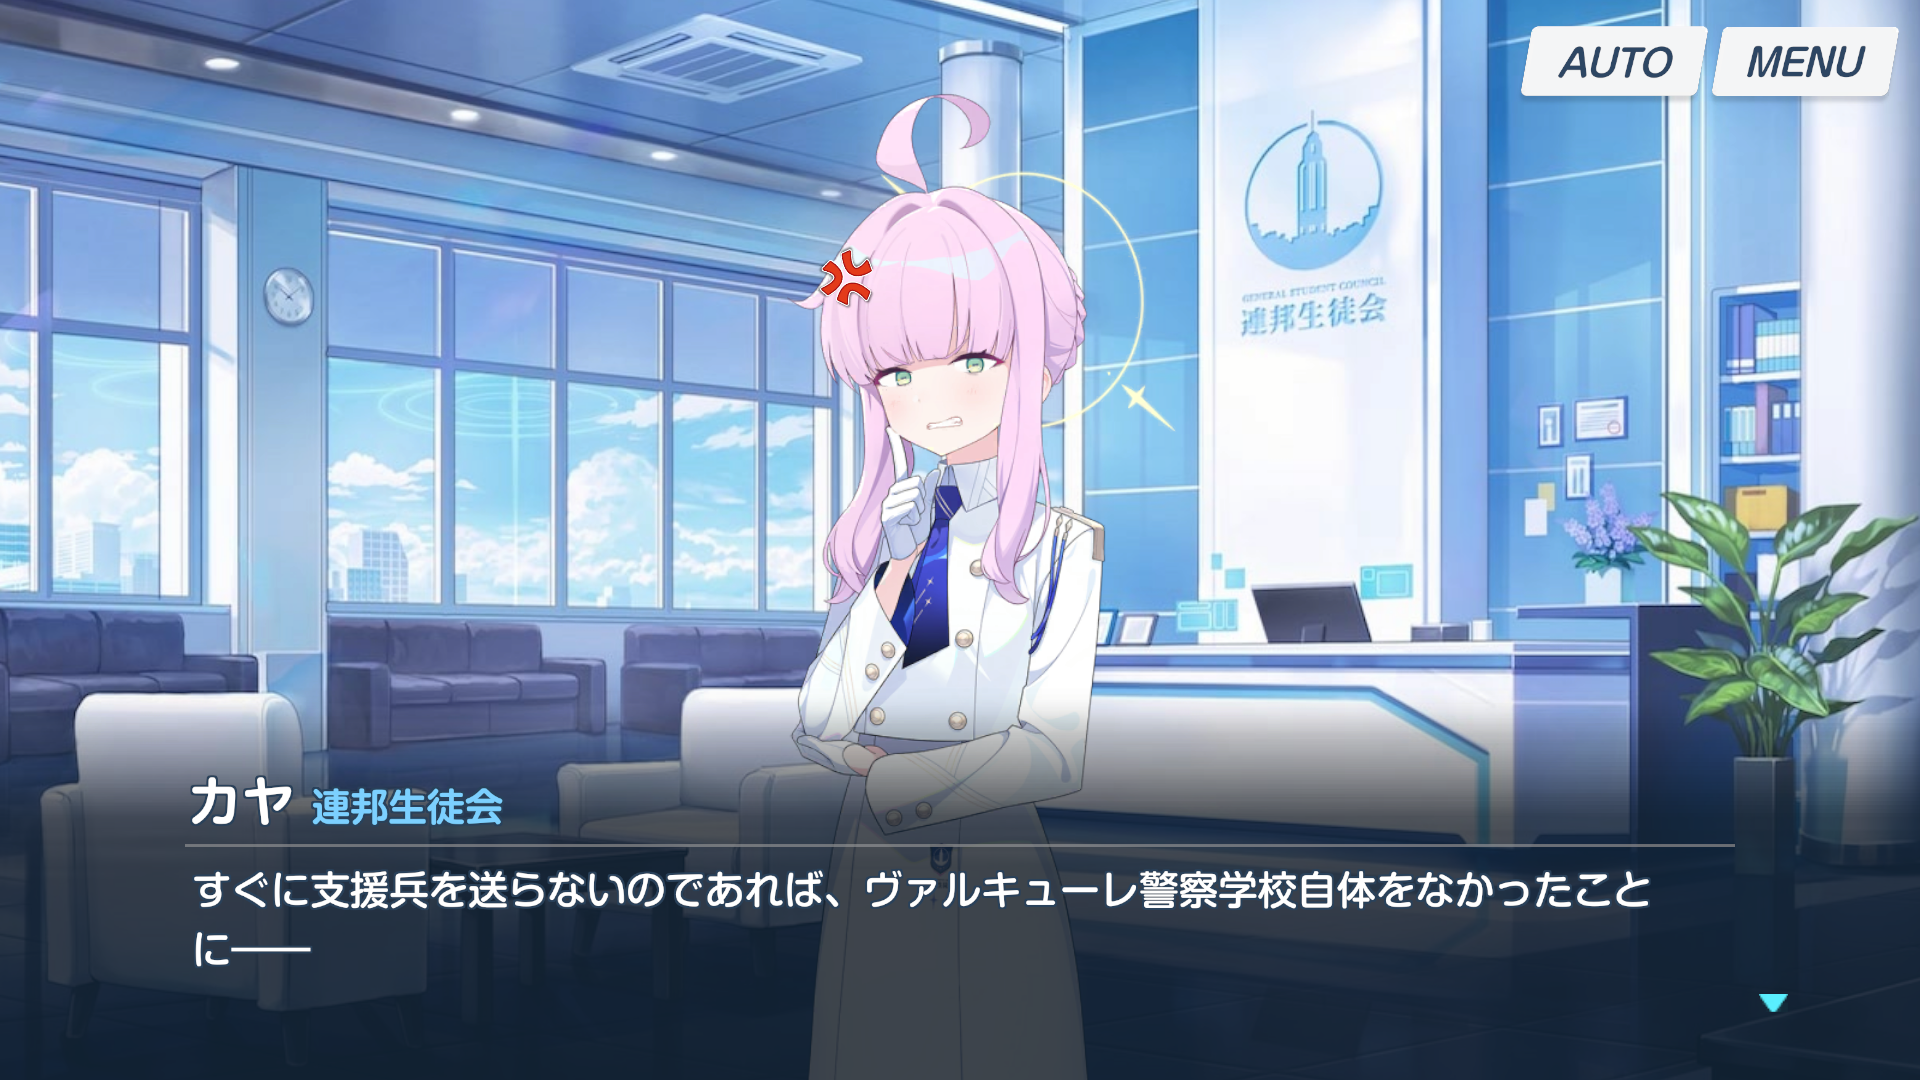 AUTO
MENU
GENERAL STUDENT COUNCIL
連邦生徒会
カヤ 連邦生徒会
すぐに支援兵を送らないのであれば、ヴァルキューレ警察学校自体をなかったこと
に――